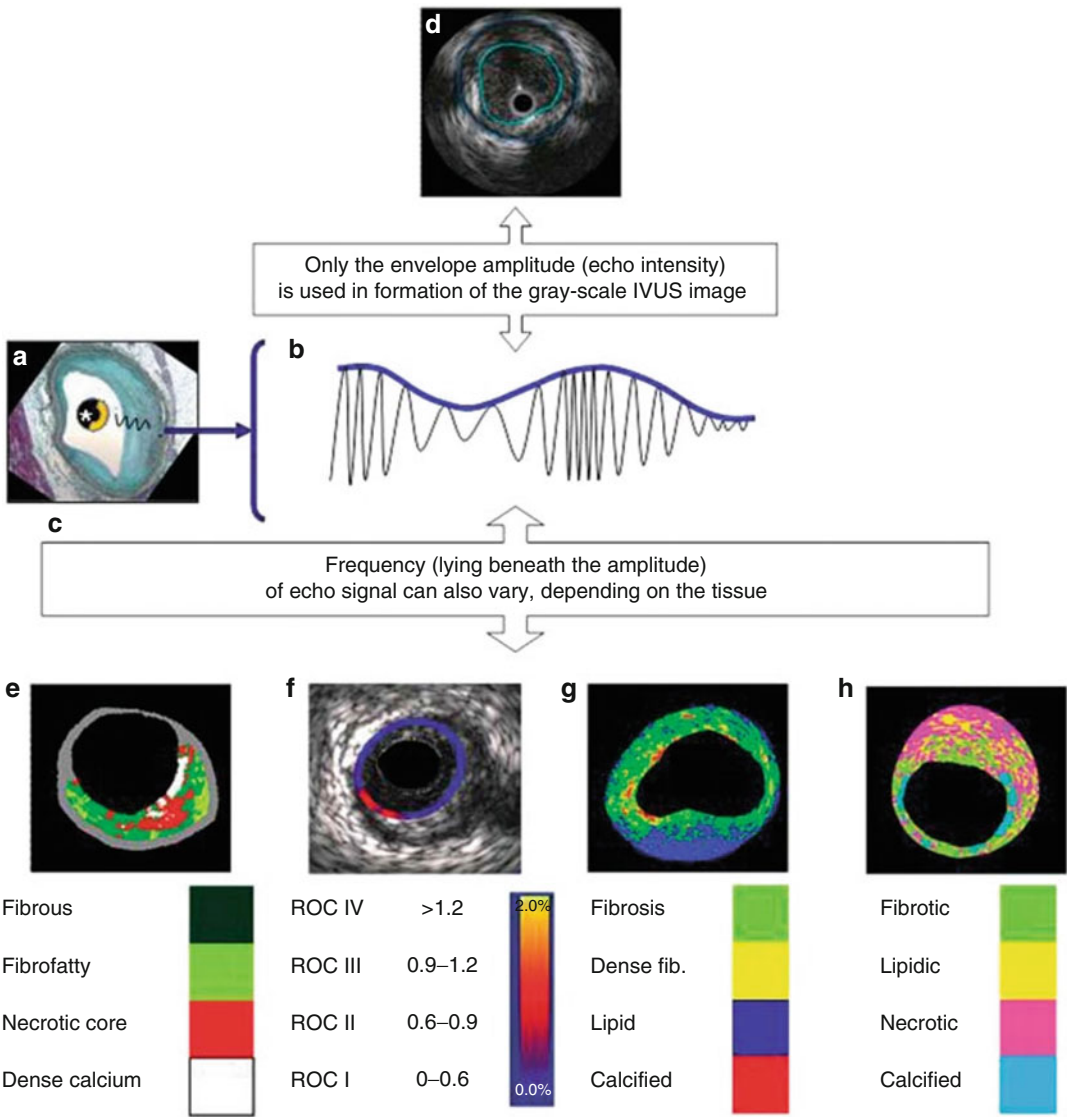 d
Only the envelope amplitude (echo intensity)
is used in formation of the gray-scale IVUS image
a
*
b
c
Frequency (lying beneath the amplitude)
of echo signal can also vary, depending on the tissue
e
Fibrous
Fibrofatty
Necrotic core
Dense calcium
f
ROC IV >1.2
ROC III 0.9–1.2
ROC II 0.6–0.9
ROC I 0–0.6
2.0%
0.0%
g
Fibrosis
Dense fib.
Lipid
Calcified
h
Fibrotic
Lipidic
Necrotic
Calcified